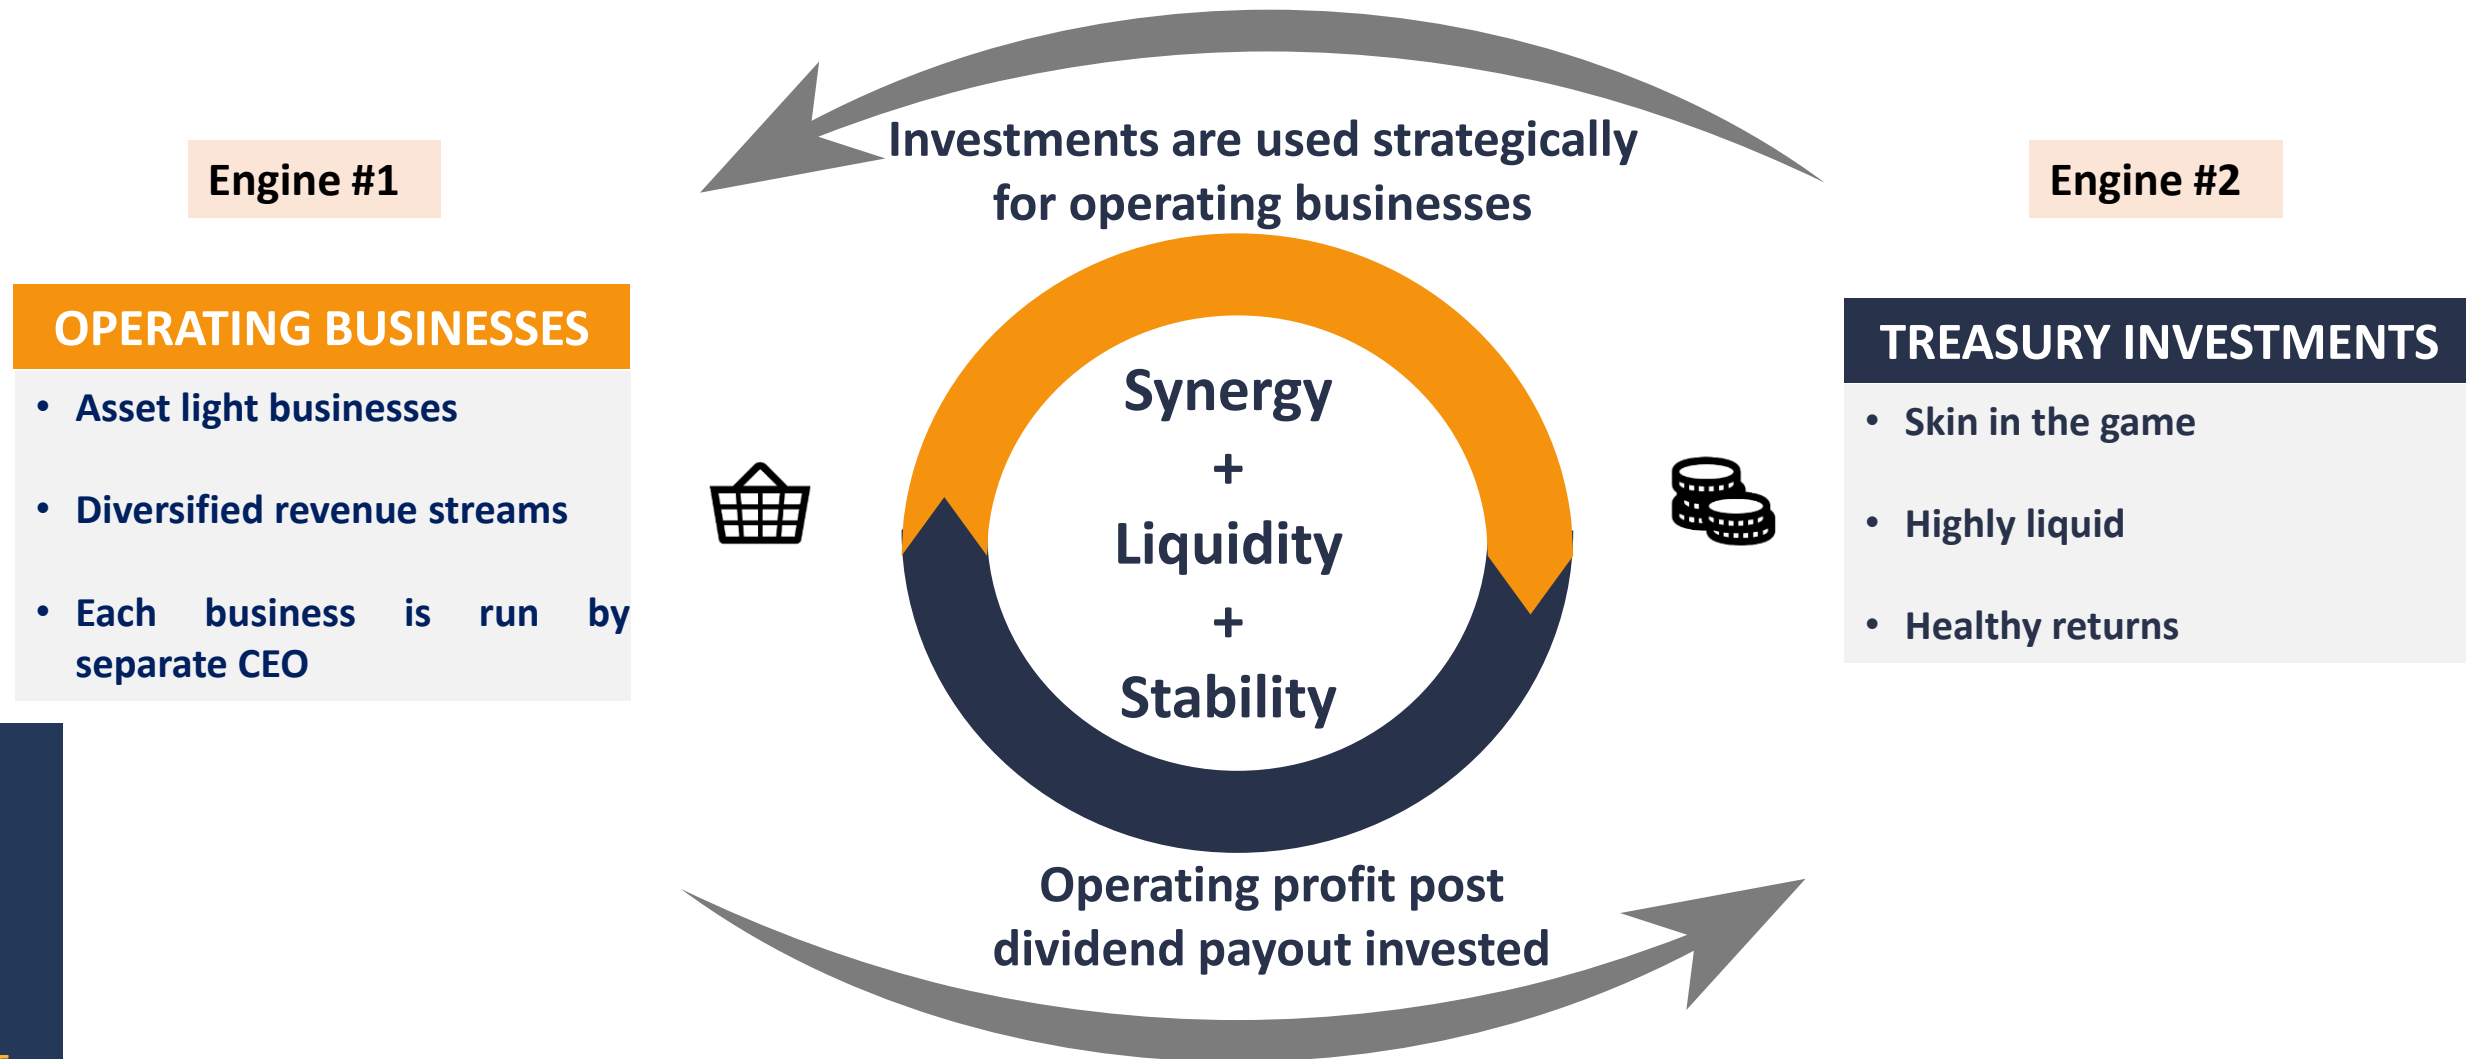 Investments are used strategically
for operating businesses
Engine #1
Engine #2
OPERATING BUSINESSES
• Asset light businesses
• Diversified revenue streams
• Each business is run by
separate CEO
Synergy
+
Liquidity
+
Stability
TREASURY INVESTMENTS
• Skin in the game
• Highly liquid
• Healthy returns
Operating profit post
dividend payout invested